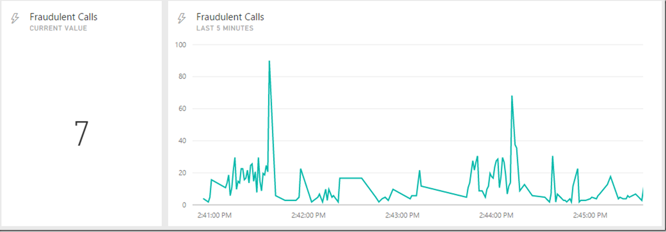 Fraudulent Calls
CURRENT VALUE
7
Fraudulent Calls
LAST 5 MINUTES
100
80
60
40
20
0
2:41:00 PM 2:42:00 PM 2:43:00 PM 2:44:00 PM 2:45:00 PM